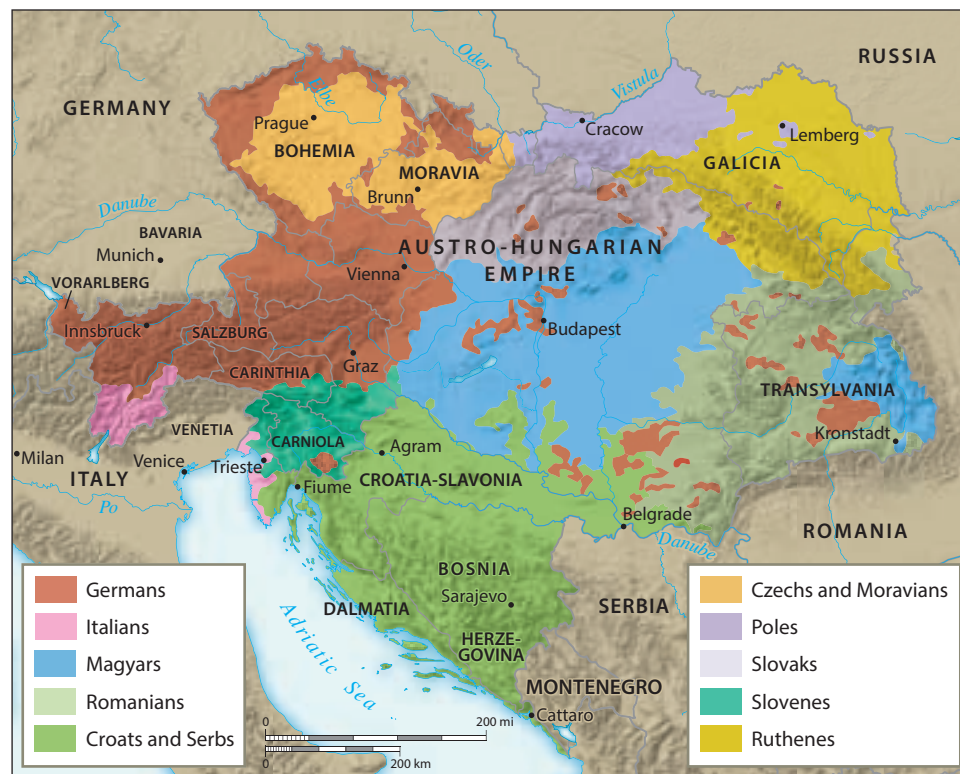 RUSSIA
GERMANY
Oder
Vistula
Elbe
Prague
BOHEMIA
Cracow
Lemberg
GALICIA
MORAVIA
Brunn
Danube
BAVARIA
Munich
AUSTRO-HUNGARIAN
EMPIRE
Vienna
VORARLBERG
Innsbruck
SALZBURG
Budapest
Graz
CARINTHIA
TRANSYLVANIA
VENETIA
CARNIOLA
Agram
Kronstadt
Milan
Venice
Trieste
ITALY
Po
Fiume
CROATIA-SLAVONIA
Belgrade
Danube
ROMANIA
BOSNIA
Sarajevo
SERBIA
DALMATIA
HERZE-
GOVINA
Adriatic Sea
MONTENEGRO
Cattaro
Germans
Italians
Magyars
Romanians
Croats and Serbs
0
200 mi
0
200 km
Czechs and Moravians
Poles
Slovaks
Slovenes
Ruthenes